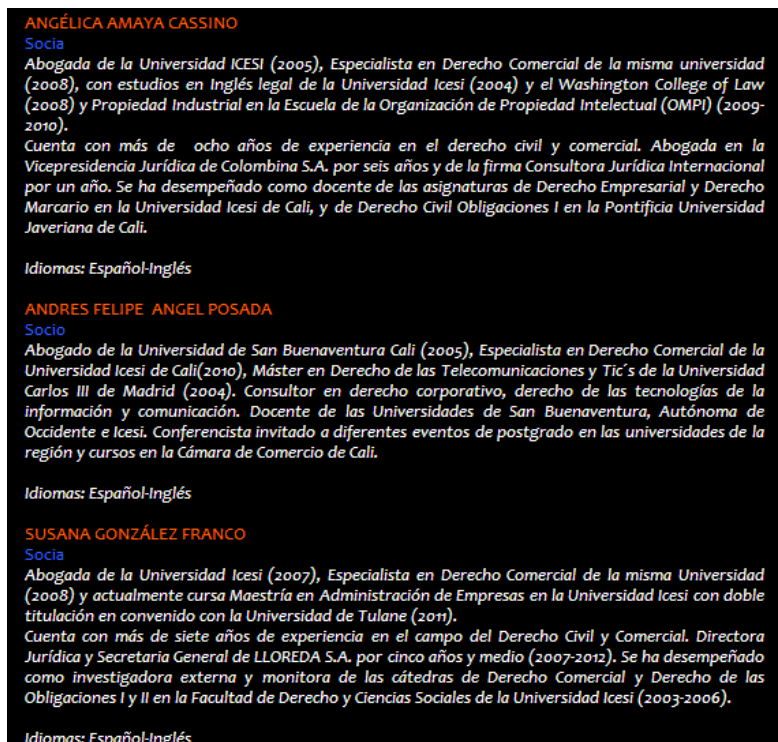 ANGÉLICA AMAYA CASSINO
Socia
Abogada de la Universidad ICESI (2005), Especialista en Derecho Comercial de la misma universidad
(2008), con estudios en Inglés legal de la Universidad Icesi (2004) y el Washington College of Law
(2008) y Propiedad Industrial en la Escuela de la Organización de Propiedad Intelectual (OMPI) (2009-
2010).
Cuenta con más de ocho años de experiencia en el derecho civil y comercial. Abogada en la
Vicepresidencia Jurídica de Colombina S.A. por seis años y de la firma Consultora Jurídica Internacional
por un año. Se ha desempeñado como docente de las asignaturas de Derecho Empresarial y Derecho
Marcario en la Universidad Icesi de Cali, y de Derecho Civil Obligaciones I en la Pontificia Universidad
Javeriana de Cali.
Idiomas: Español-Inglés
ANDRES FELIPE ANGEL POSADA
Socio
Abogado de la Universidad de San Buenaventura Cali (2005), Especialista en Derecho Comercial de la
Universidad Icesi de Cali(2010), Máster en Derecho de las Telecomunicaciones y Tic´s de la Universidad
Carlos III de Madrid (2004). Consultor en derecho corporativo, derecho de las tecnologías de la
información y comunicación. Docente de las Universidades de San Buenaventura, Autónoma de
Occidente e Icesi. Conferencista invitado a diferentes eventos de postgrado en las universidades de la
región y cursos en la Cámara de Comercio de Cali.
Idiomas: Español-Inglés
SUSANA GONZÁLEZ FRANCO
Socia
Abogada de la Universidad Icesi (2007), Especialista en Derecho Comercial de la misma Universidad
(2008) y actualmente cursa Maestría en Administración de Empresas en la Universidad Icesi con doble
titulación en convenido con la Universidad de Tulane (2011).
Cuenta con más de siete años de experiencia en el campo del Derecho Civil y Comercial. Directora
Jurídica y Secretaria General de LLOREDA S.A. por cinco años y medio (2007-2012). Se ha desempeñado
como investigadora externa y monitora de las cátedras de Derecho Comercial y Derecho de las
Obligaciones I y II en la Facultad de Derecho y Ciencias Sociales de la Universidad Icesi (2003-2006).
Idiomas: Español-Inglés